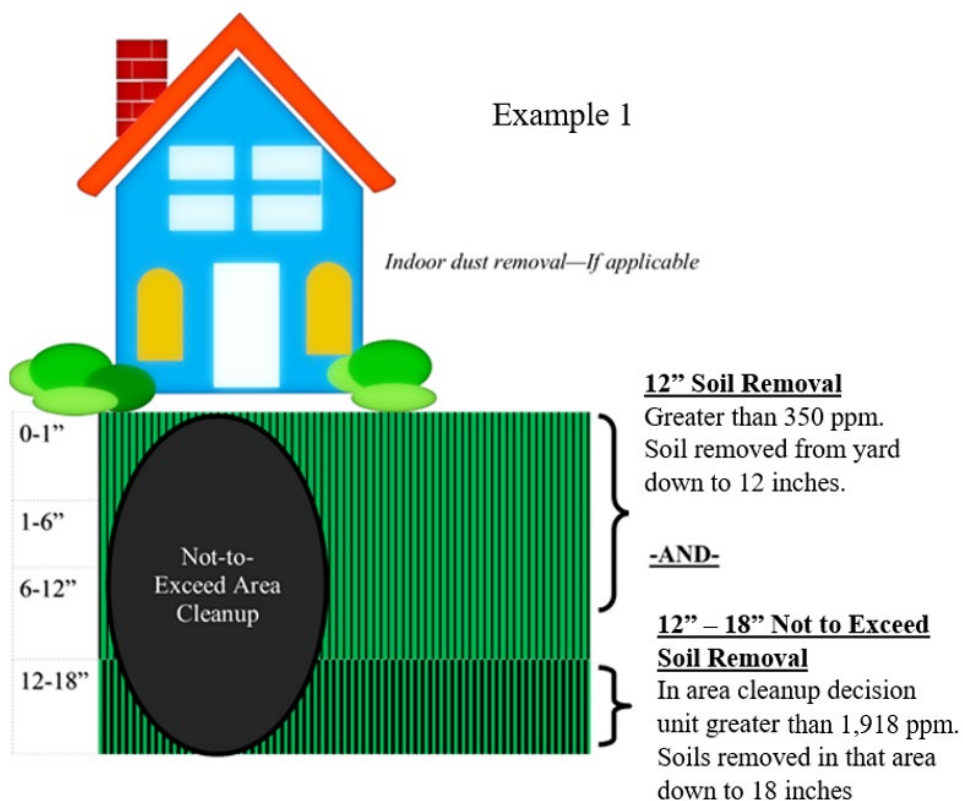 Example 1
Indoor dust removal—If applicable
0-1”
1-6”
6-12”
12-18”
Not-to-
Exceed Area
Cleanup
12” Soil Removal
Greater than 350 ppm.
Soil removed from yard
down to 12 inches.
-AND-
12” – 18” Not to Exceed
Soil Removal
In area cleanup decision
unit greater than 1,918 ppm.
Soils removed in that area
down to 18 inches